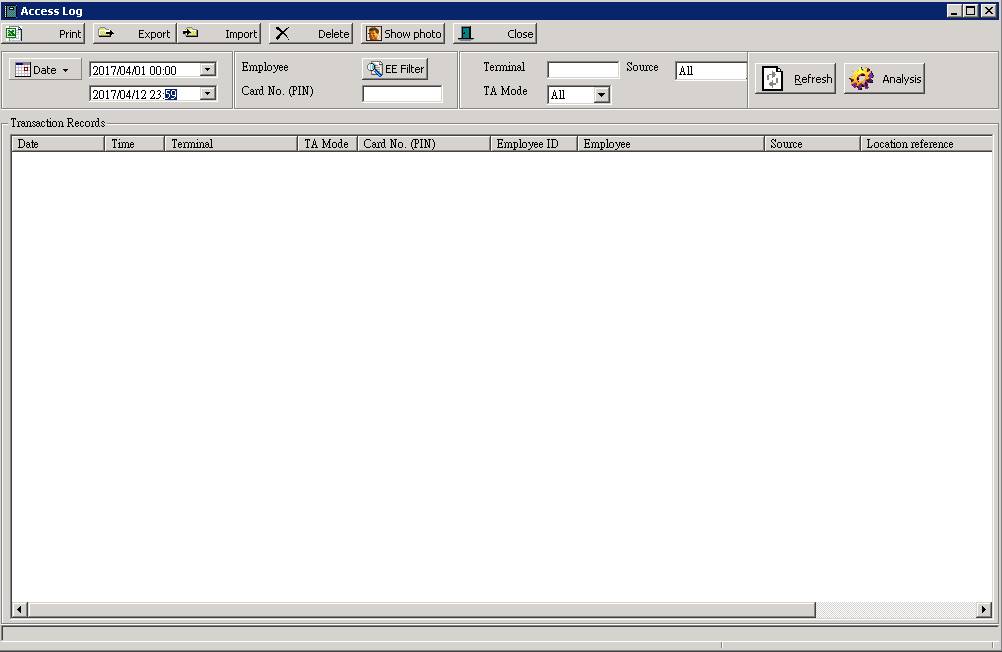 Access Log
Print Export Import Delete Show photo Close
Date 2017/04/01 00:00 Employee EE Filter Terminal Source All
2017/04/12 23:59 Card No. (PIN) TA Mode All Refresh Analysis
Transaction Records
Date Time Terminal TA Mode Card No. (PIN) Employee ID Employee Source Location reference